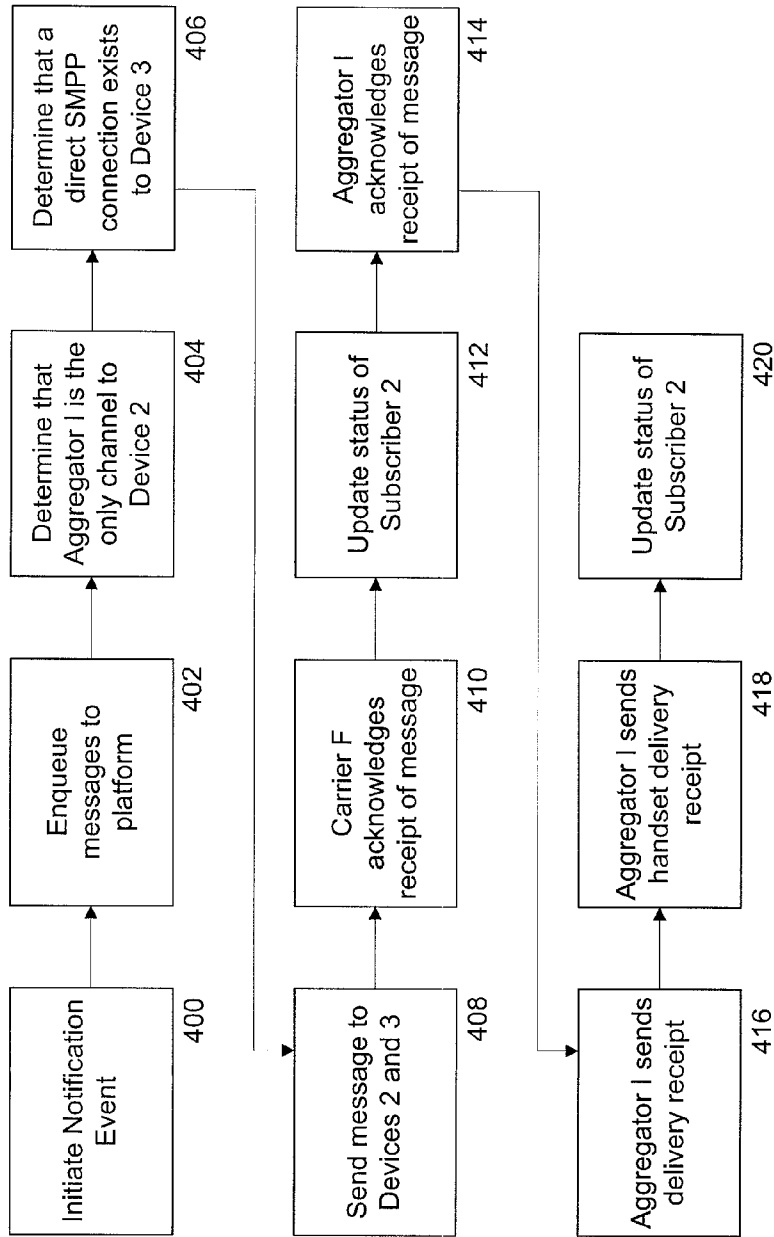 Initiate Notification
Event
400
Enqueue
messages to
platform
402
Determine that
Aggregator I is the
only channel to
Device 2
404
Determine that a
direct SMPP
connection exists
to Device 3
406
Send message to
Devices 2 and 3
408
Carrier F
acknowledges
receipt of message
410
Update status of
Subscriber 2
412
Aggregator I
acknowledges
receipt of message
414
Aggregator I sends
delivery receipt
416
Aggregator I sends
handset delivery
receipt
418
Update status of
Subscriber 2
420